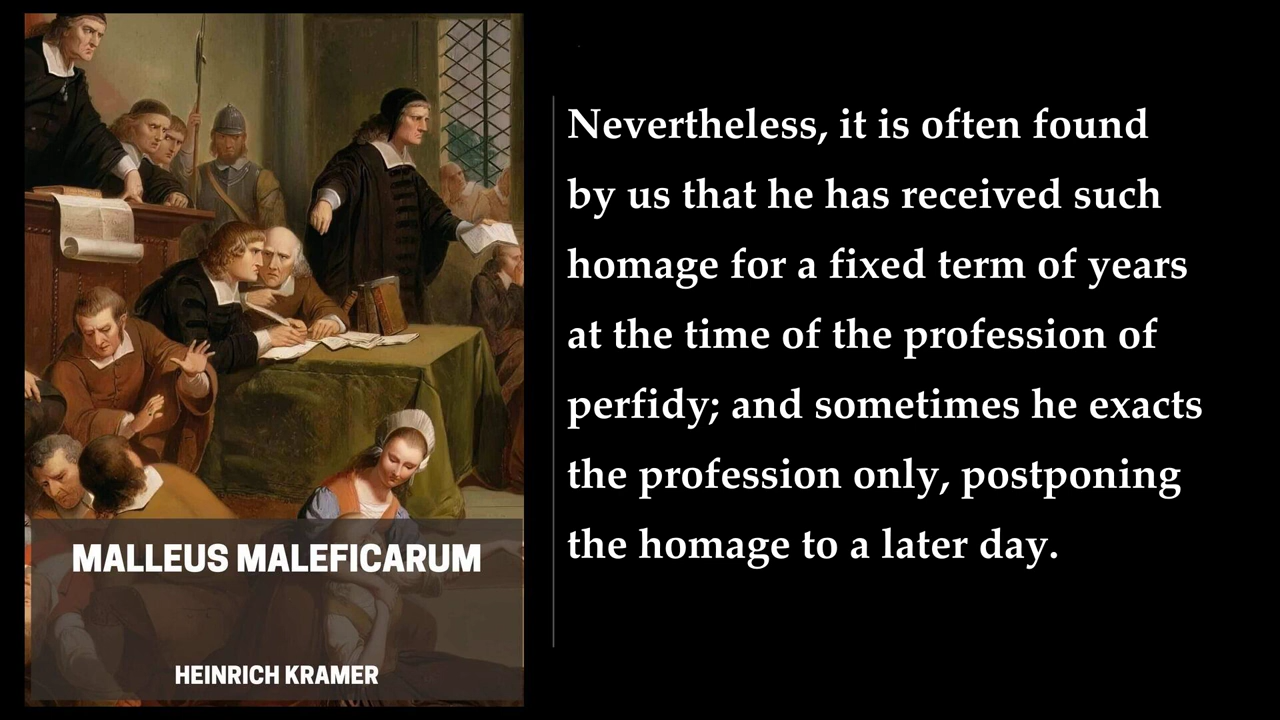 MALLEUS MALEFICARUM
HEINRICH KRAMER
Nevertheless, it is often found
by us that he has received such
homage for a fixed term of years
at the time of the profession of
perfidy; and sometimes he exacts
the profession only, postponing
the homage to a later day.